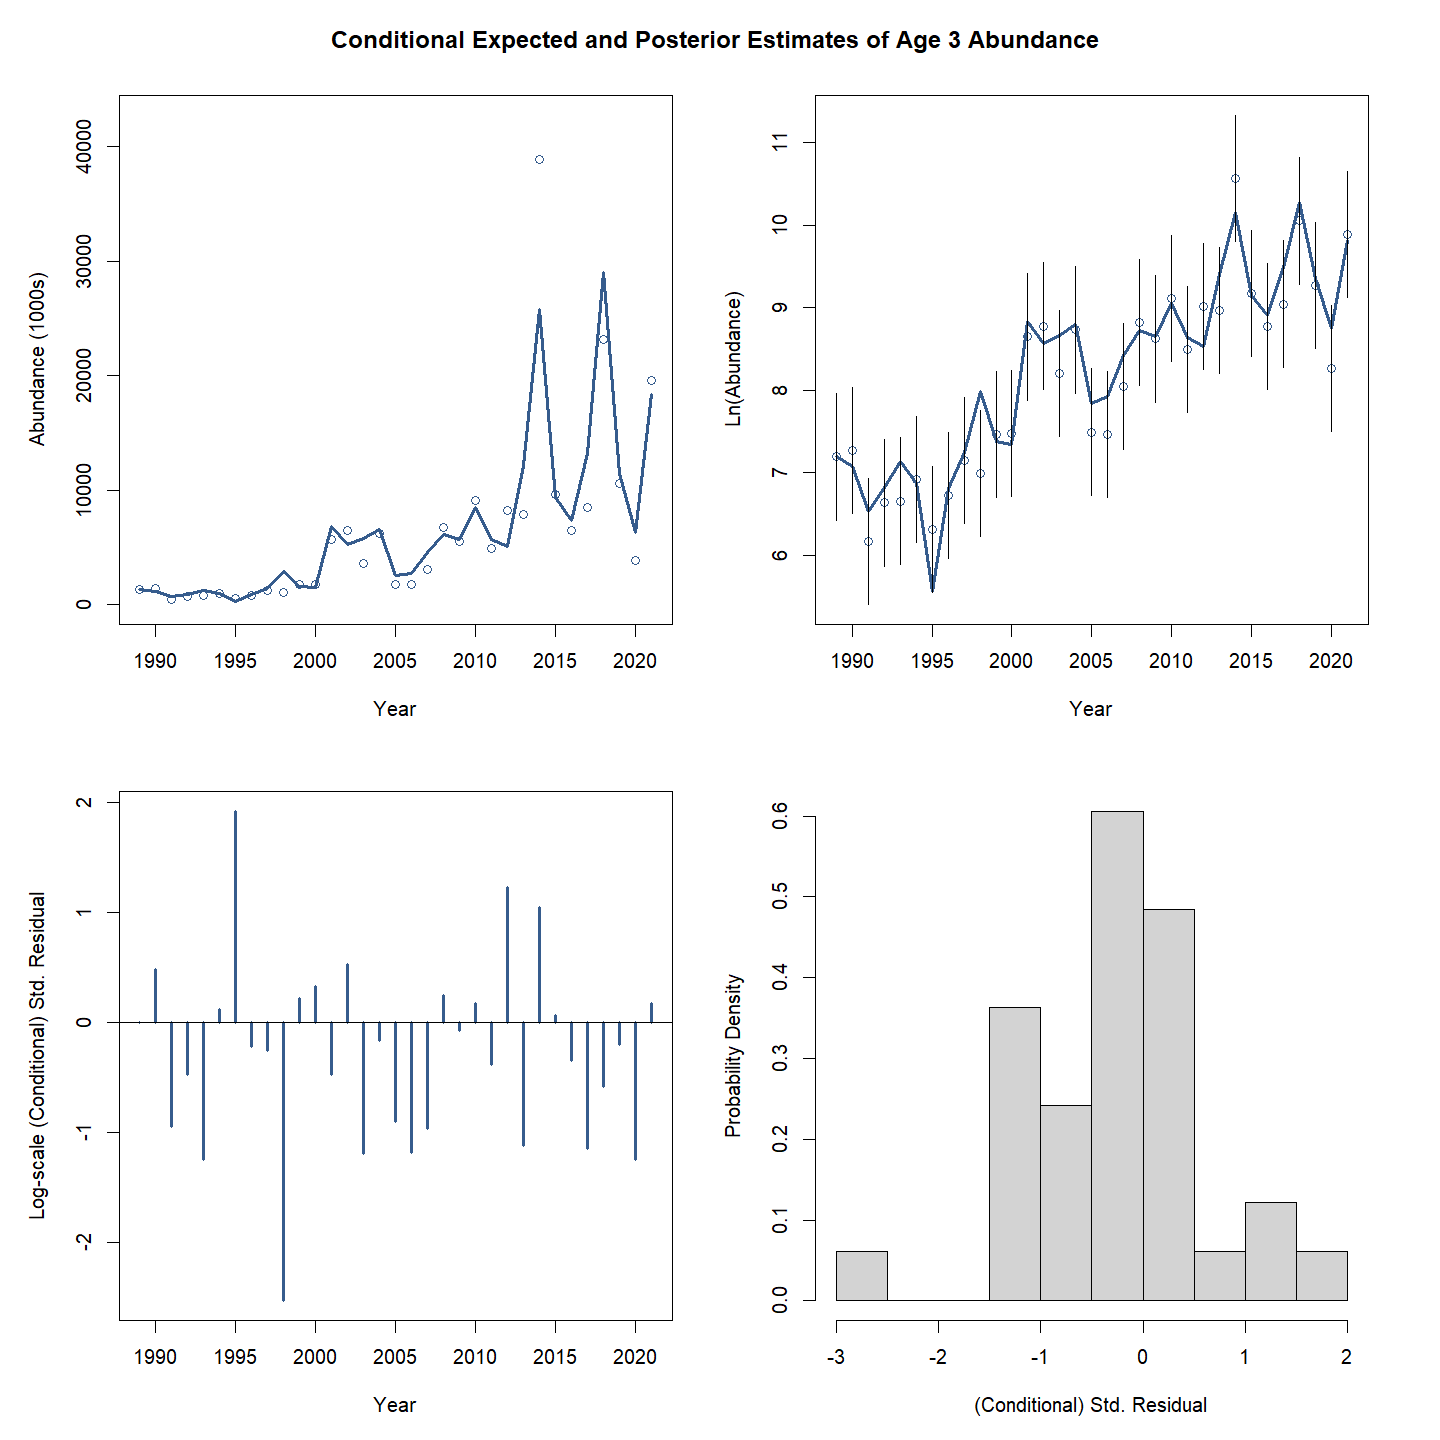 Conditional Expected and Posterior Estimates of Age 3 Abundance
Abundance (1000s)
40000
30000
20000
10000
0
1990 1995 2000 2005 2010 2015 2020
Year
Ln(Abundance)
11
10
9
8
7
6
1990 1995 2000 2005 2010 2015 2020
Year
Log-scale (Conditional) Std. Residual
2
1
0
-1
-2
1990 1995 2000 2005 2010 2015 2020
Year
Probability Density
0.6
0.5
0.4
0.3
0.2
0.1
0.0
-3 -2 -1 0 1 2
(Conditional) Std. Residual